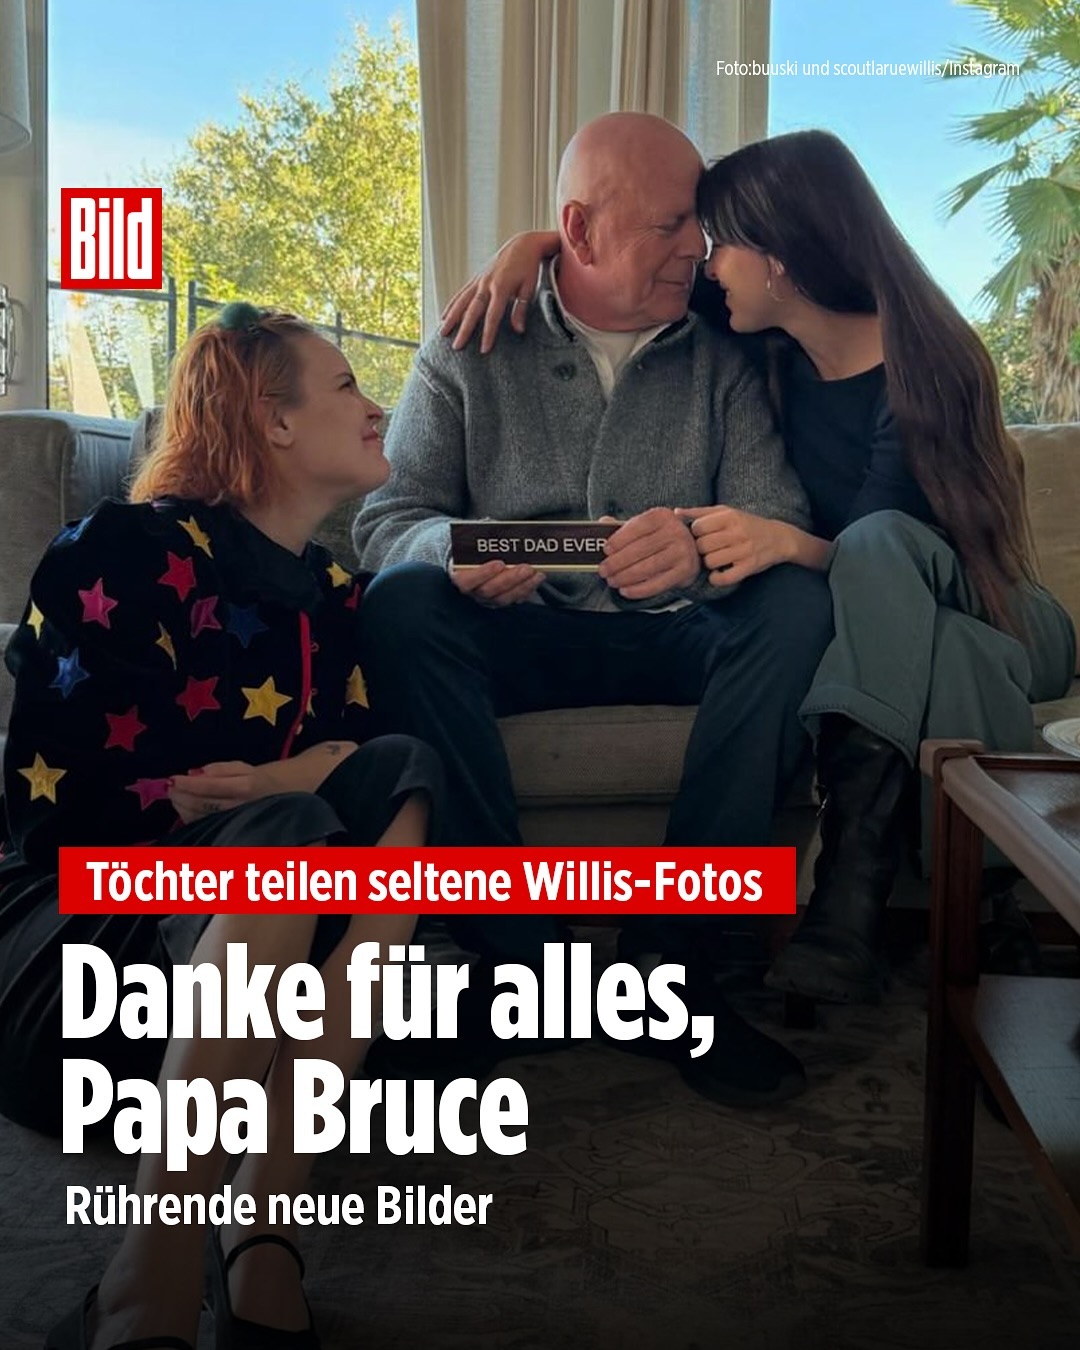 Foto:buuski und scoutlaruewillis/Instagram
Bild
BEST DAD EVER
Töchter teilen seltene Willis-Fotos
Danke für alles,
Papa Bruce
Rührende neue Bilder